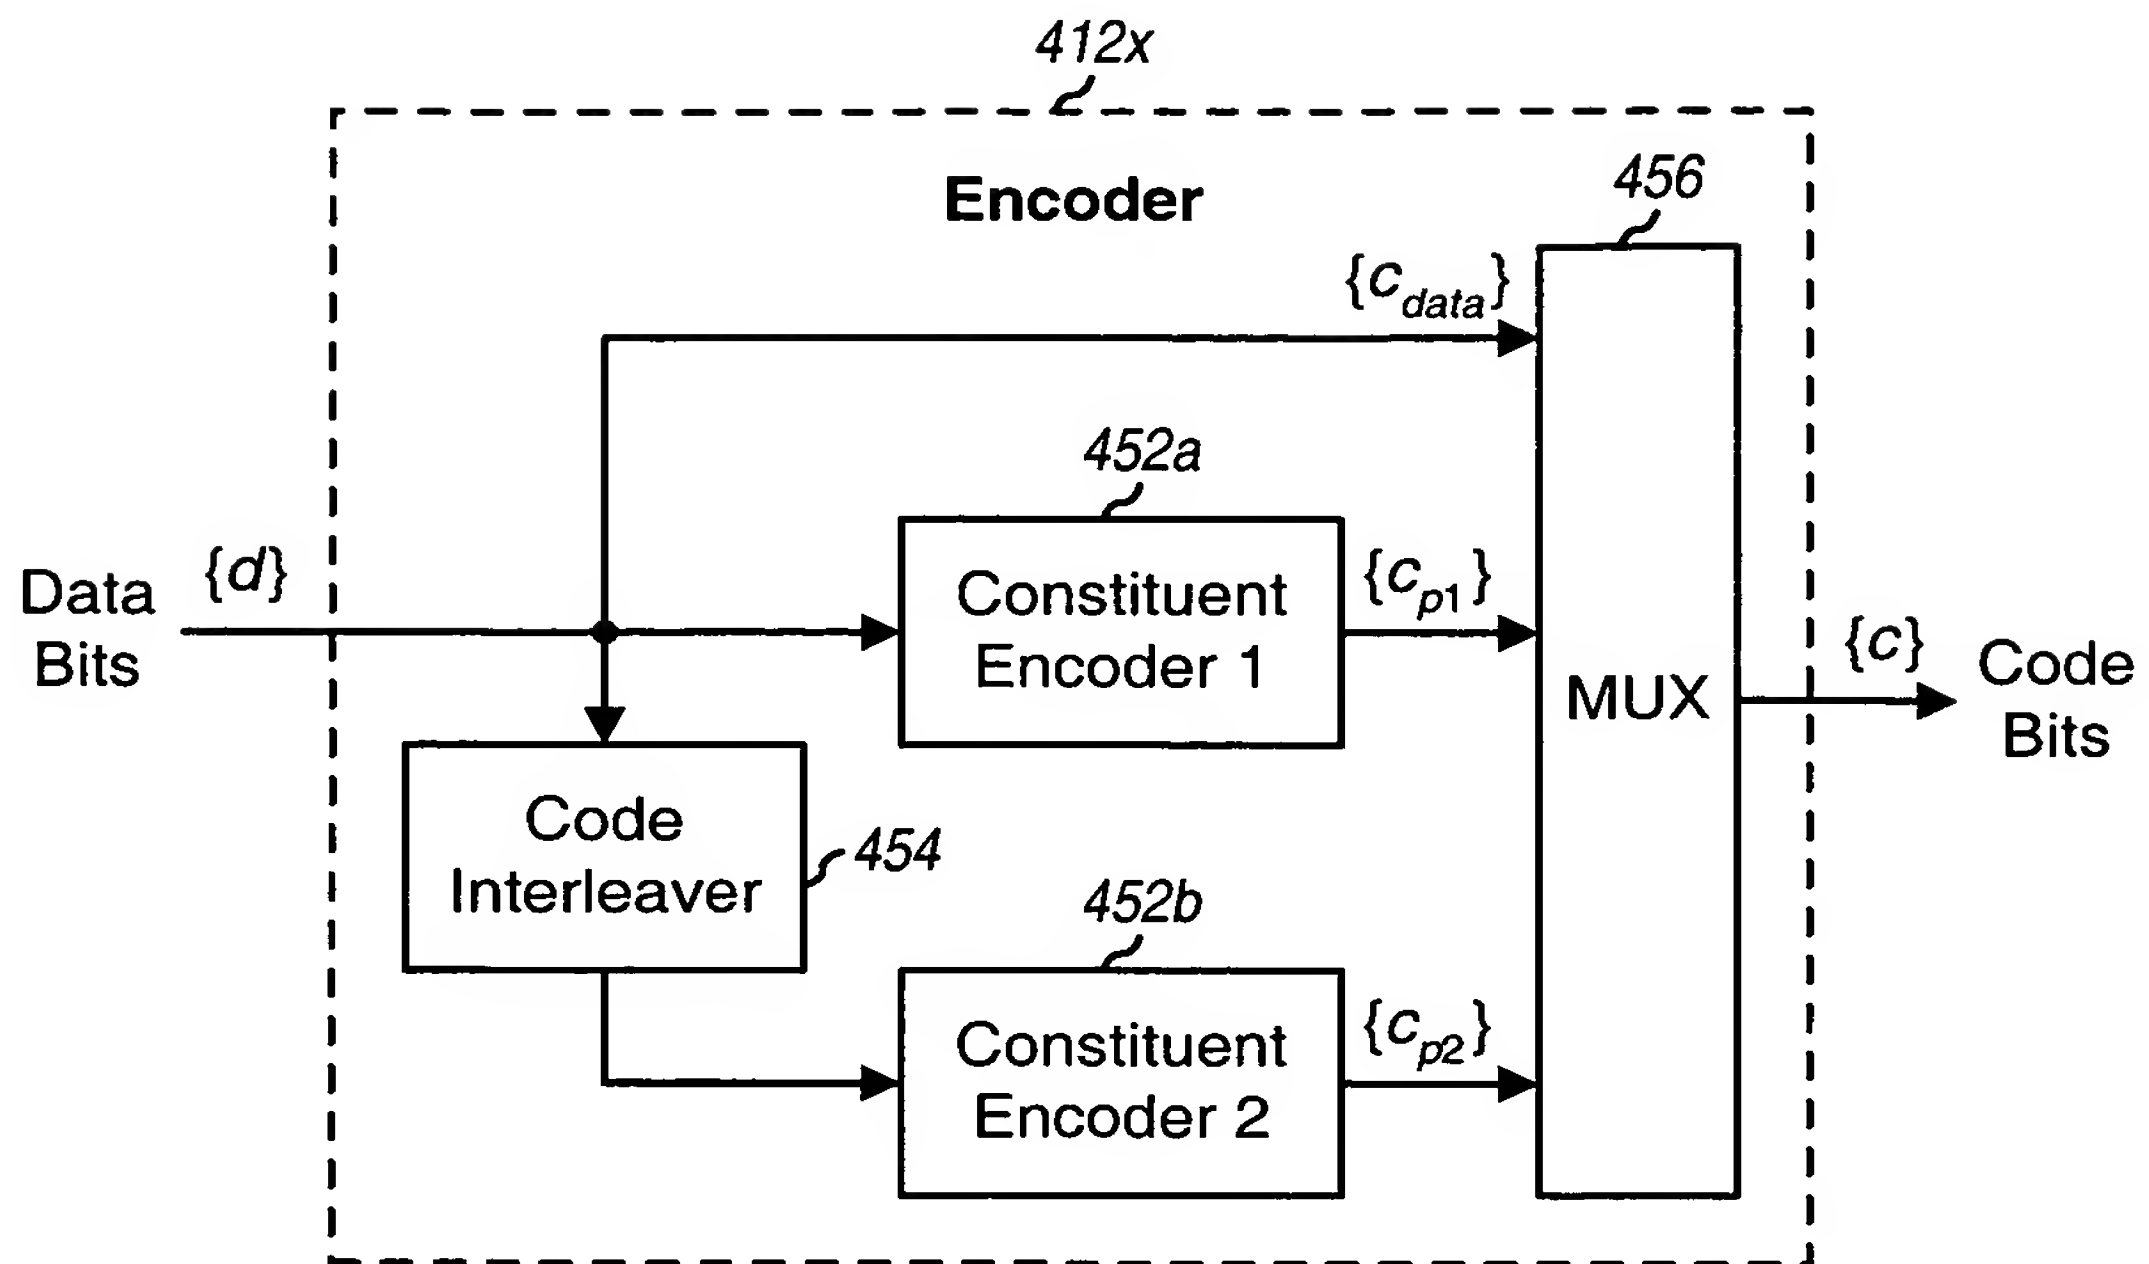 412x
Encoder
456
{c_data}
452a
Data
Bits
{d}
Constituent
Encoder 1
{c_p1}
MUX
{c}
Code
Bits
Code
Interleaver
454
452b
Constituent
Encoder 2
{c_p2}